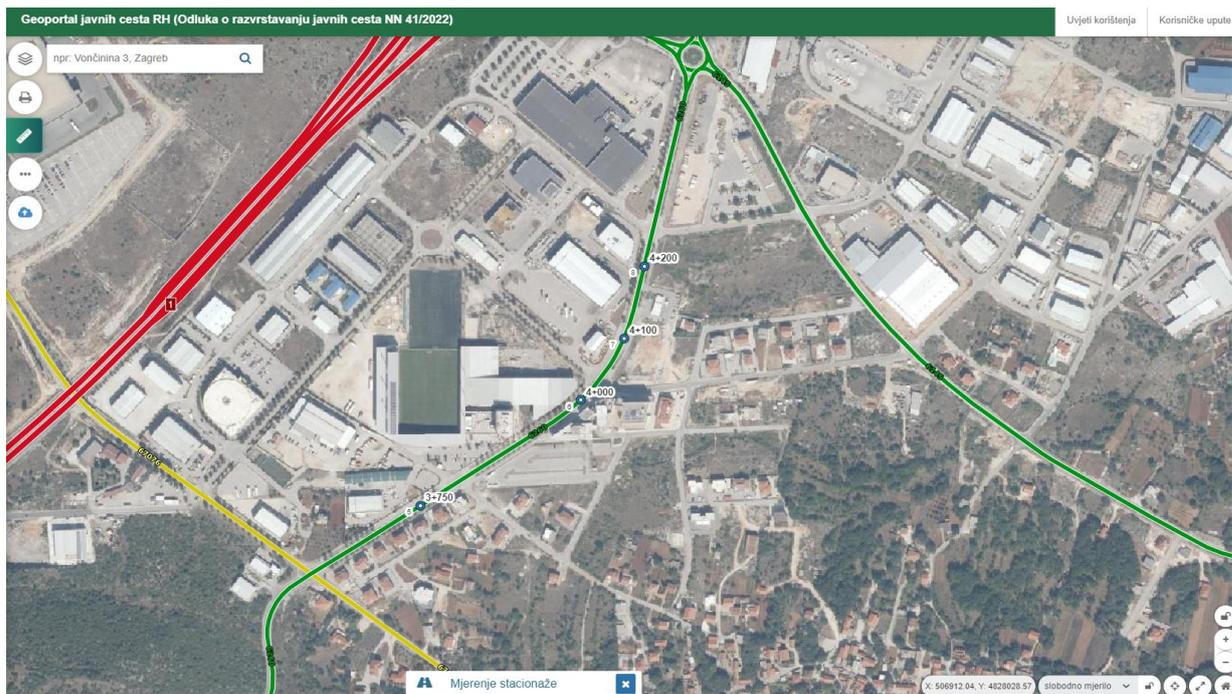 Geoportal javnih cesta RH (Odluka o razvrstavanju javnih cesta NN 41/2022)
Uvjeti korištenja
Korisničke upute
npr: Vončinina 3, Zagreb
1
4+200
8
4+100
7
4+000
6
3+750
5
67076
Mjerenje stacionaže
X: 506912.04, Y: 4828028.57
slobodno mjerilo